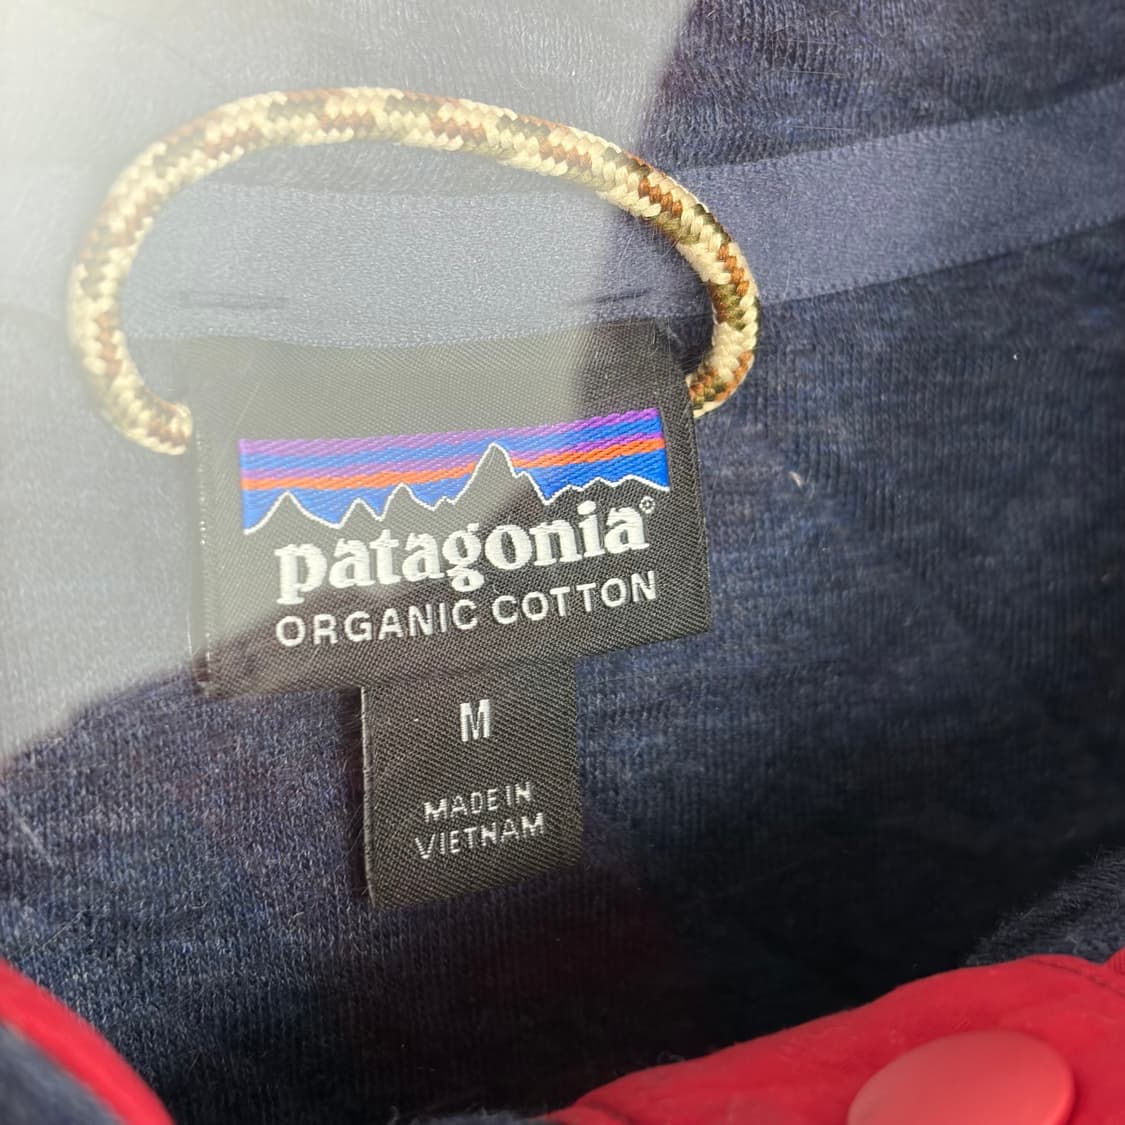 patagonia®
ORGANIC COTTON
M
MADE IN
VIETNAM